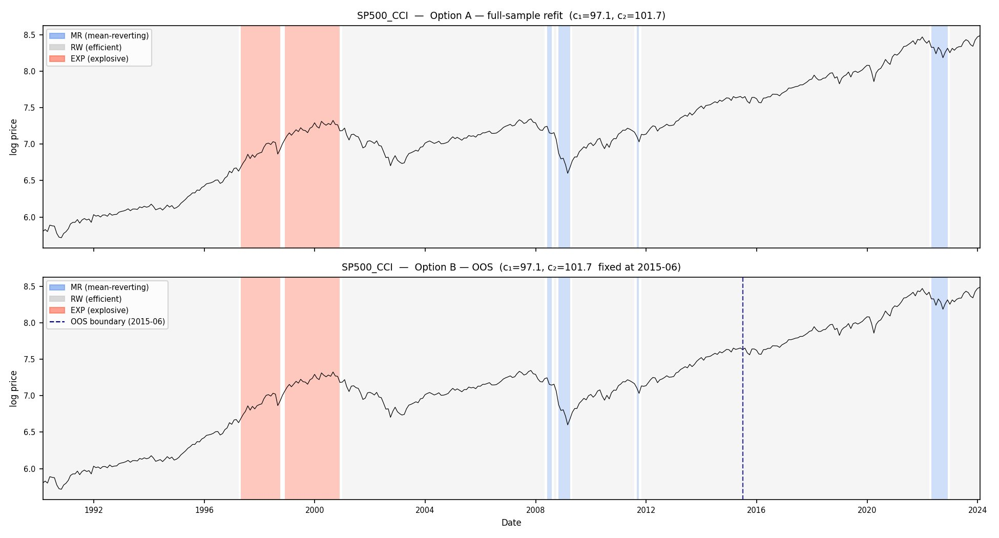 SP500_CCI — Option A — full-sample refit (c₁=97.1, c₂=101.7)
MR (mean-reverting)
RW (efficient)
EXP (explosive)
8.5
8.0
7.5
7.0
6.5
6.0
log price
SP500_CCI — Option B — OOS (c₁=97.1, c₂=101.7 fixed at 2015-06)
MR (mean-reverting)
RW (efficient)
EXP (explosive)
OOS boundary (2015-06)
8.5
8.0
7.5
7.0
6.5
6.0
log price
1992 1996 2000 2004 2008 2012 2016 2020 2024
Date